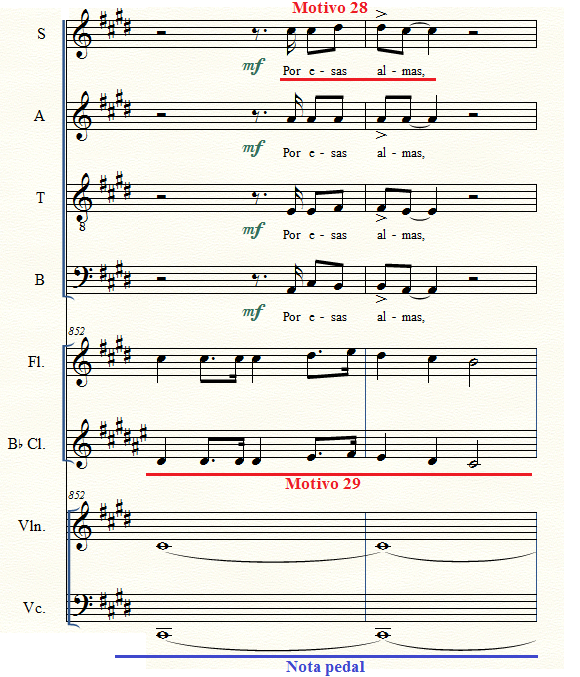 Motivo 28
S
mf
Por e - sas al - mas,
A
mf
Por e - sas al - mas,
T
8
mf
Por e - sas al - mas,
B
mf
Por e - sas al - mas,
852
Fl.
B♭ Cl.
Motivo 29
852
Vln.
Vc.
Nota pedal